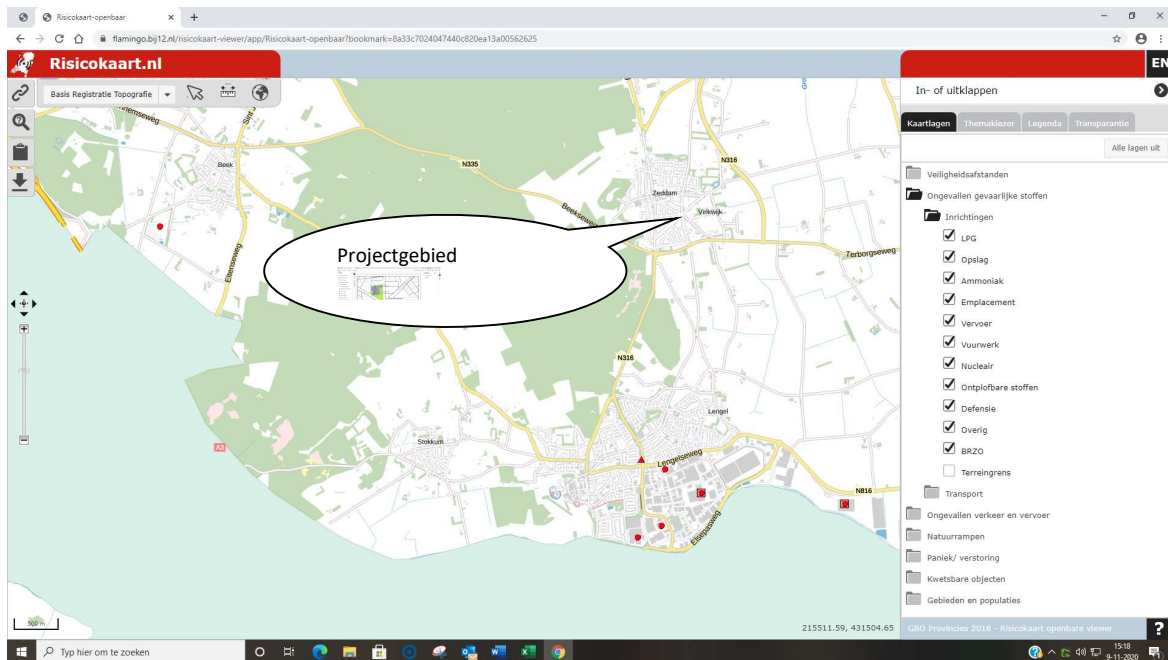 Risicokaart-openbaar
flamingo.bij12.nl/risicokaart-viewer/app/Risicokaart-openbaar?bookmark=8a33c7024047440c820ea13a00562625
Risicokaart.nl
EN
Basis Registratie Topografie
In- of uitklappen
Kaartlagen Themakiezer Legenda Transparantie
Alle lagen uit
Veiligheidsafstanden
Ongevallen gevaarlijke stoffen
Inrichtingen
LPG
Opslag
Ammoniak
Emplacement
Vervoer
Vuurwerk
Nucleair
Ontplofbare stoffen
Defensie
Overig
BRZO
Terreingrens
Transport
Ongevallen verkeer en vervoer
Natuurrampen
Paniek/ verstoring
Kwetsbare objecten
Gebieden en populaties
Beek
N335
N316
Zeddam
Vinkwijk
Beekseweg
Terborgseweg
Ettenseweg
Projectgebied
N316
Lengel
Stokkum
A3
Lengelseweg
N816
Elsepasweg
500 m
215511.59, 431504.65
GBO Provincies 2018 - Risicokaart openbare viewer
?
Typ hier om te zoeken
15:18
9-11-2020